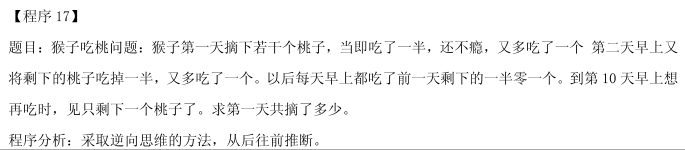 【程序 17】
题目：猴子吃桃问题：猴子第一天摘下若干个桃子，当即吃了一半，还不瘾，又多吃了一个 第二天早上又
将剩下的桃子吃掉一半，又多吃了一个。以后每天早上都吃了前一天剩下的一半零一个。到第 10 天早上想
再吃时，见只剩下一个桃子了。求第一天共摘了多少。
程序分析：采取逆向思维的方法，从后往前推断。